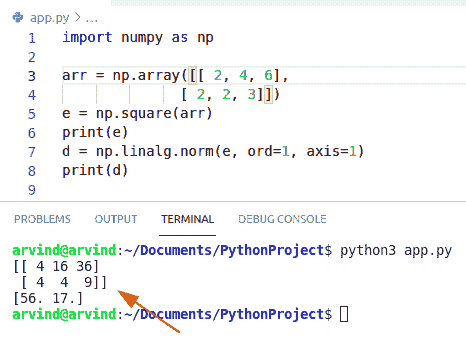 app.py > ...
1 import numpy as np
2
3 arr = np.array([[ 2, 4, 6],
4 [ 2, 2, 3]])
5 e = np.square(arr)
6 print(e)
7 d = np.linalg.norm(e, ord=1, axis=1)
8 print(d)
9
PROBLEMS OUTPUT TERMINAL DEBUG CONSOLE
arvind@arvind:~/Documents/PythonProject$ python3 app.py
[[ 4 16 36]
[ 4 4 9]]
[56. 17.]
arvind@arvind:~/Documents/PythonProject$